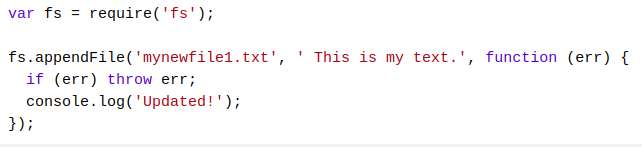 var fs = require('fs');

fs.appendFile('mynewfile1.txt', ' This is my text.', function (err) {
  if (err) throw err;
  console.log('Updated!');
});